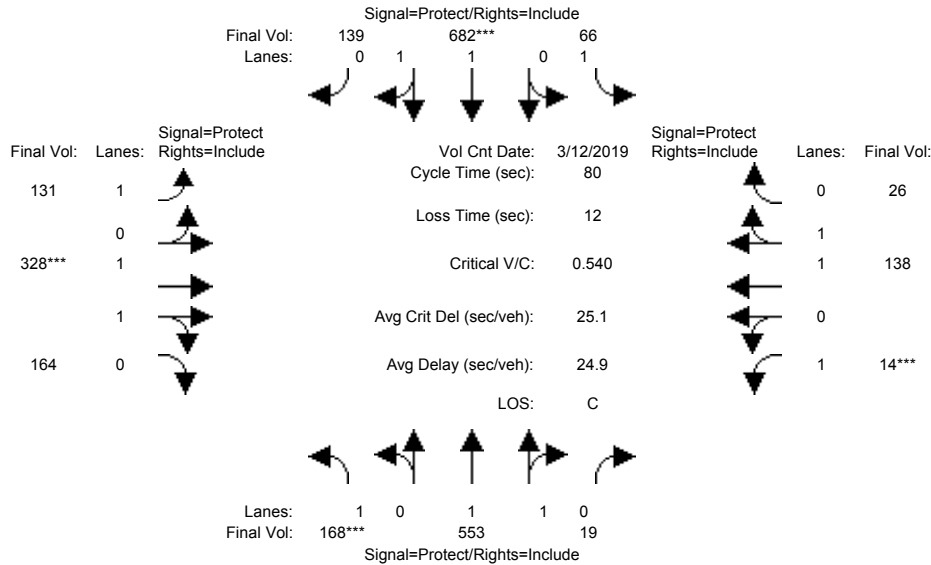 Signal=Protect/Rights=Include
Final Vol: 139 682*** 66
Lanes: 0 1 1 0 1
Signal=Protect Signal=Protect
Final Vol: Lanes: Rights=Include Vol Cnt Date: 3/12/2019 Rights=Include Lanes: Final Vol:
Cycle Time (sec): 80
131 1 0 26
Loss Time (sec): 12
0 1
328*** 1 Critical V/C: 0.540 1 138
1 Avg Crit Del (sec/veh): 25.1 0
164 0 Avg Delay (sec/veh): 24.9 1 14***
LOS: C
Lanes: 1 0 1 1 0
Final Vol: 168*** 553 19
Signal=Protect/Rights=Include